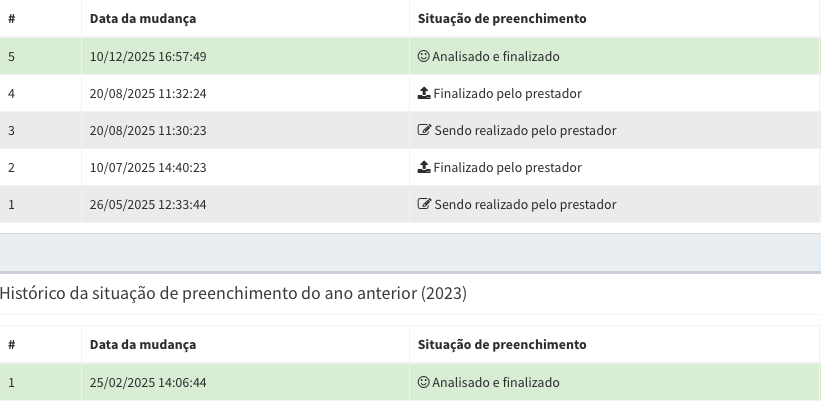 # Data da mudança Situação de preenchimento
5 10/12/2025 16:57:49 Analisado e finalizado
4 20/08/2025 11:32:24 Finalizado pelo prestador
3 20/08/2025 11:30:23 Sendo realizado pelo prestador
2 10/07/2025 14:40:23 Finalizado pelo prestador
1 26/05/2025 12:33:44 Sendo realizado pelo prestador
Histórico da situação de preenchimento do ano anterior (2023)
# Data da mudança Situação de preenchimento
1 25/02/2025 14:06:44 Analisado e finalizado